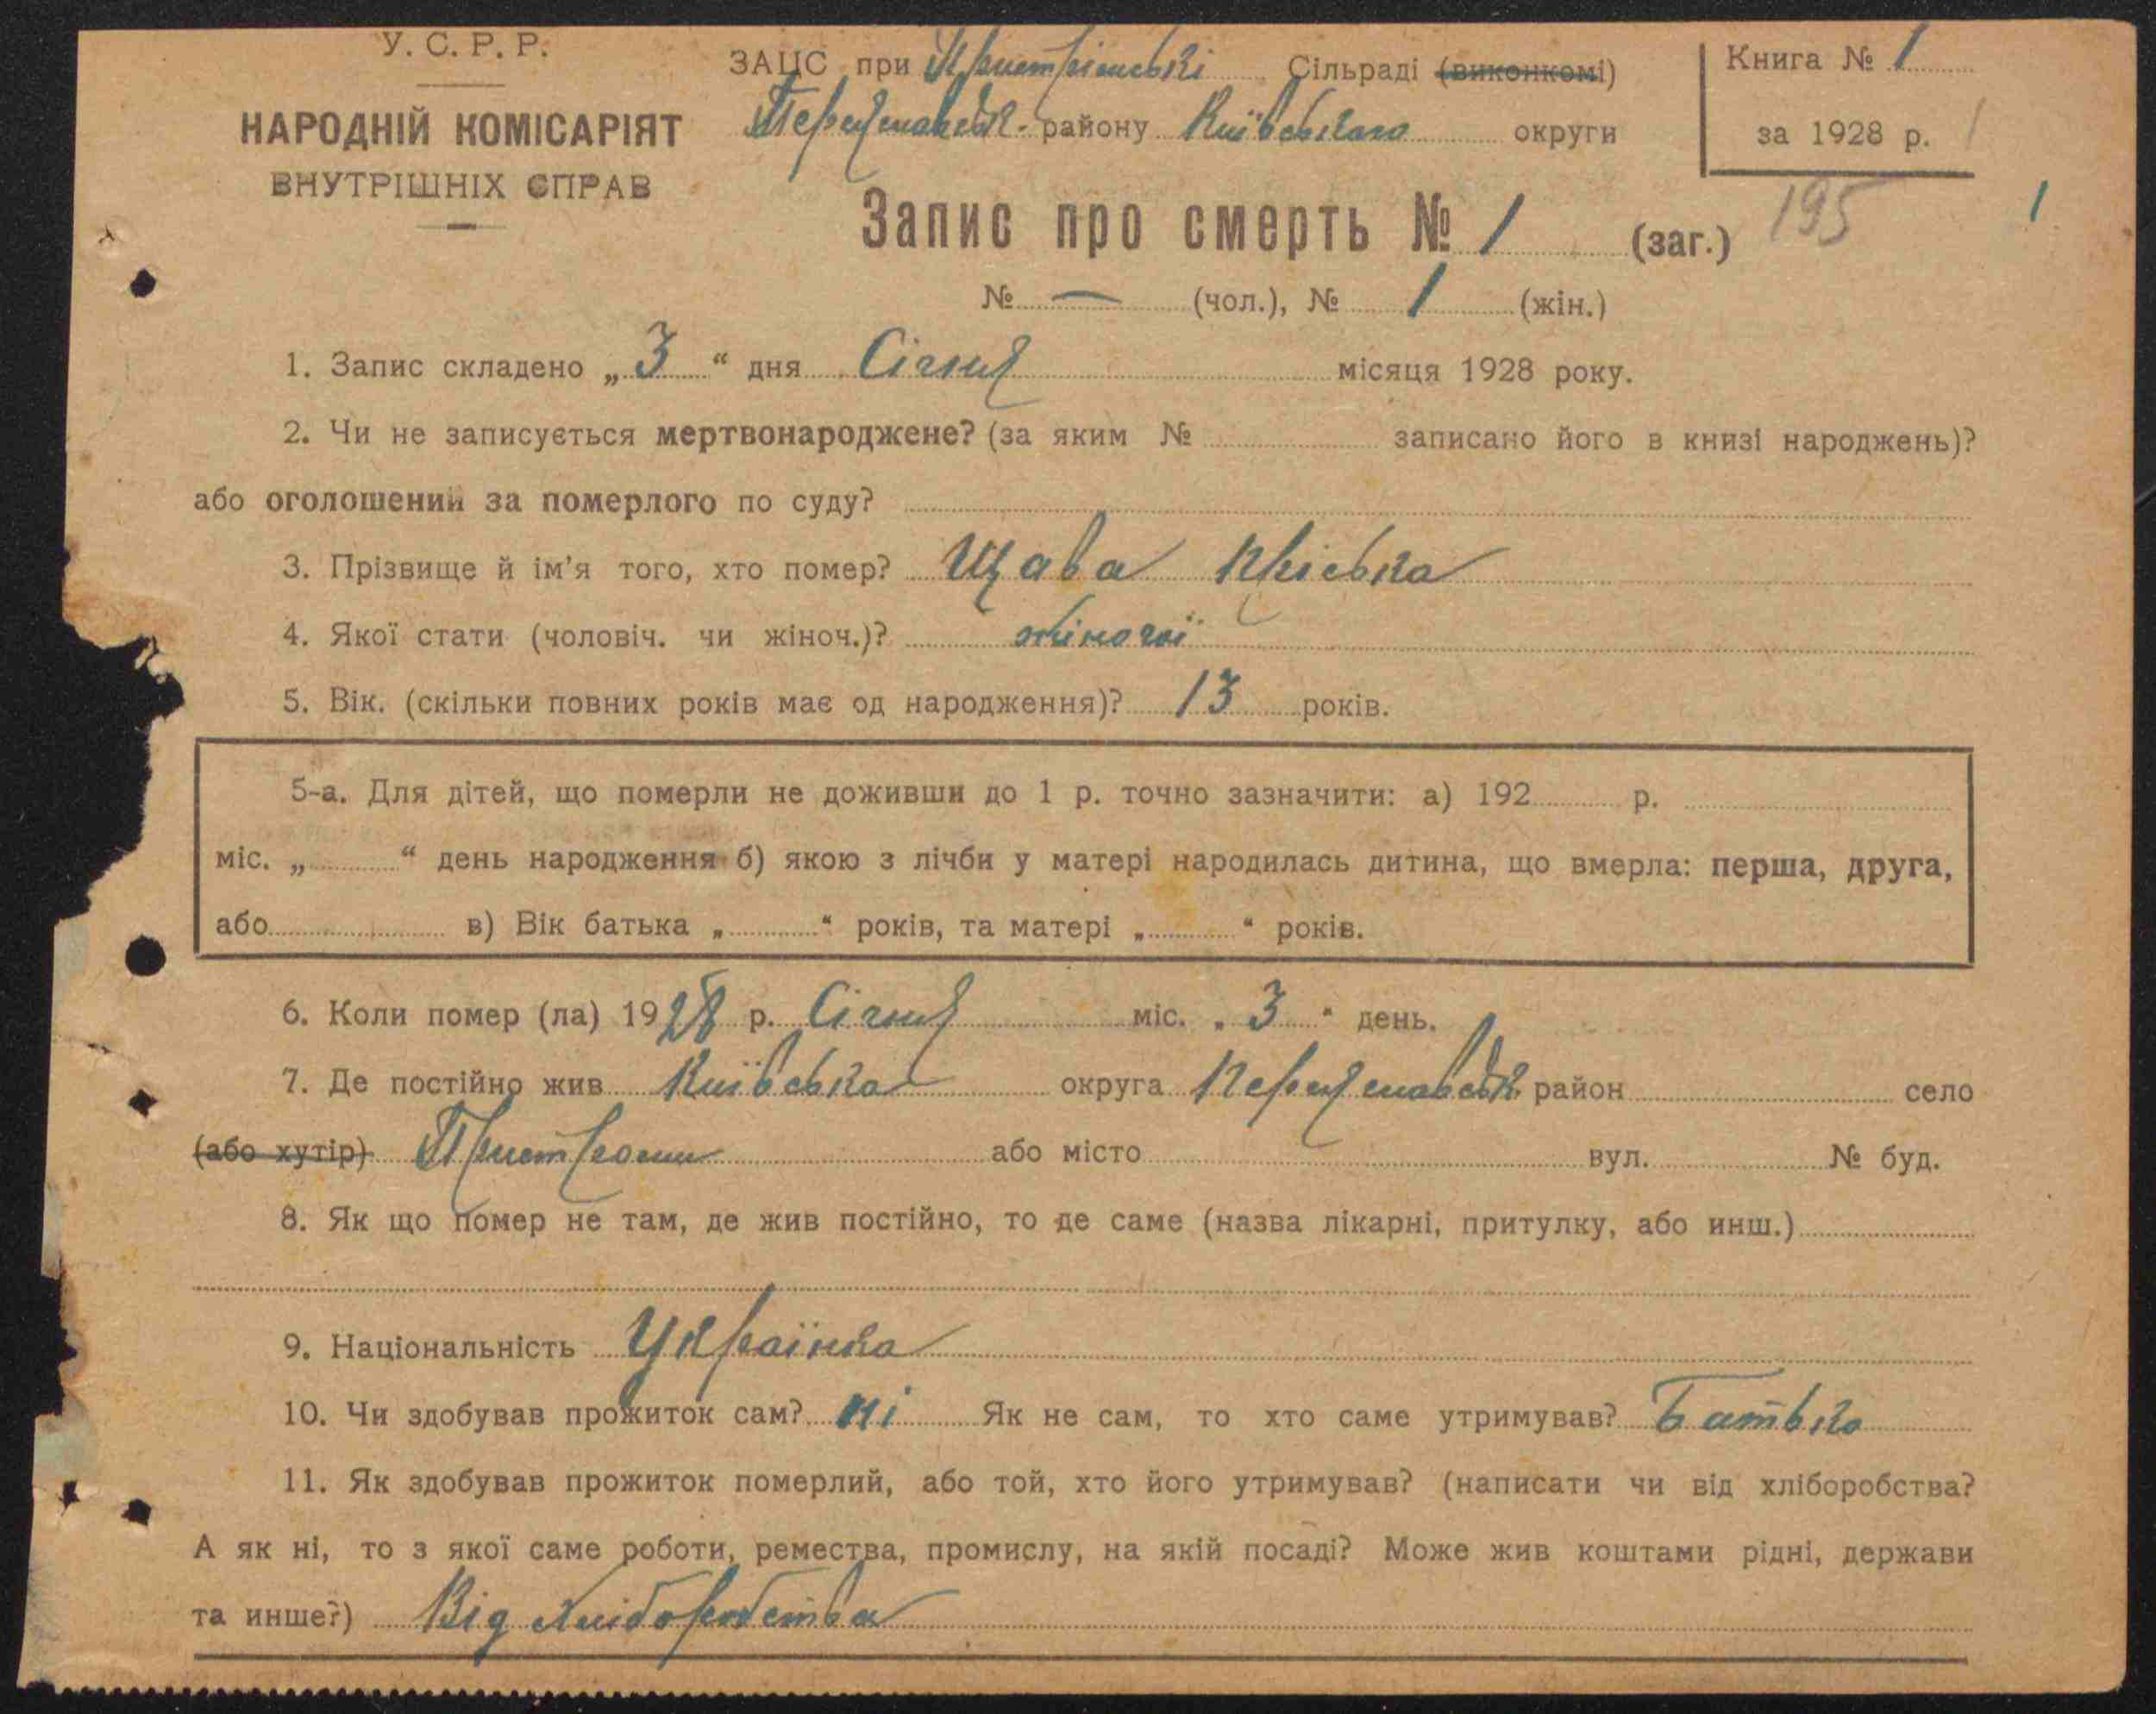 У. С. Р. Р.
ЗАЦС при Пристрімській Сільраді (виконкомі)
Книга № 1
НАРОДНІЙ КОМІСАРІЯТ
Переяславськ. району Київського округи
за 1928 р. 1
ВНУТРІШНІХ СПРАВ
Запис про смерть № 1 (заг.)
195
1
№ — (чол.), № 1 (жін.)
1. Запис складено „ 3 “ дня Січня місяця 1928 року.
2. Чи не записується мертвонароджене? (за яким № записано його в книзі народжень)?
або оголошений за померлого по суду?
3. Прізвище й ім'я того, хто помер? Щава Пріська
4. Якої стати (чоловіч. чи жіноч.)? жіночої
5. Вік. (скільки повних років має од народження)? 13 років.
5-а. Для дітей, що померли не доживши до 1 р. точно зазначити: а) 192 р.
міс. „ “ день народження б) якою з лічби у матері народилась дитина, що вмерла: перша, друга,
або в) Вік батька „ “ років, та матері „ “ років.
6. Коли помер (ла) 1928 р. Січня міс. „ 3 “ день.
7. Де постійно жив Київська округа Переяславськ. район село
(або хутір) Пристроми або місто вул. № буд.
8. Як що помер не там, де жив постійно, то де саме (назва лікарні, притулку, або инш.)
9. Національність Українка
10. Чи здобував прожиток сам? ні Як не сам, то хто саме утримував? Батько
11. Як здобував прожиток померлий, або той, хто його утримував? (написати чи від хліборобства?
А як ні, то з якої саме роботи, ремества, промислу, на якій посаді? Може жив коштами рідні, держави
та инше?) Від хліборобства